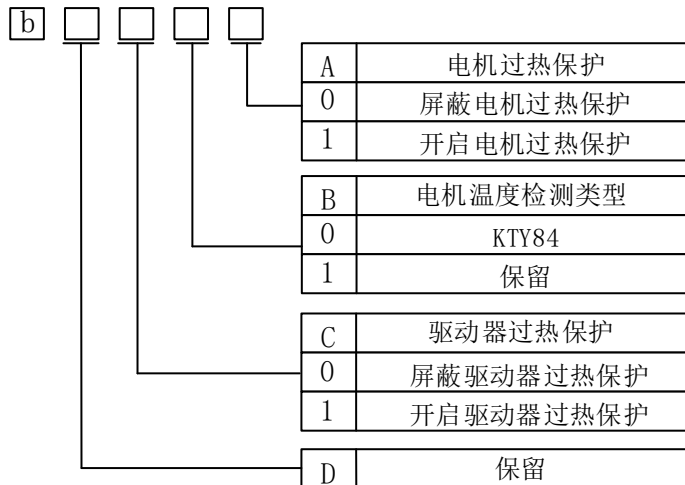 b
A 电机过热保护
0 屏蔽电机过热保护
1 开启电机过热保护
B 电机温度检测类型
0 KTY84
1 保留
C 驱动器过热保护
0 屏蔽驱动器过热保护
1 开启驱动器过热保护
D 保留